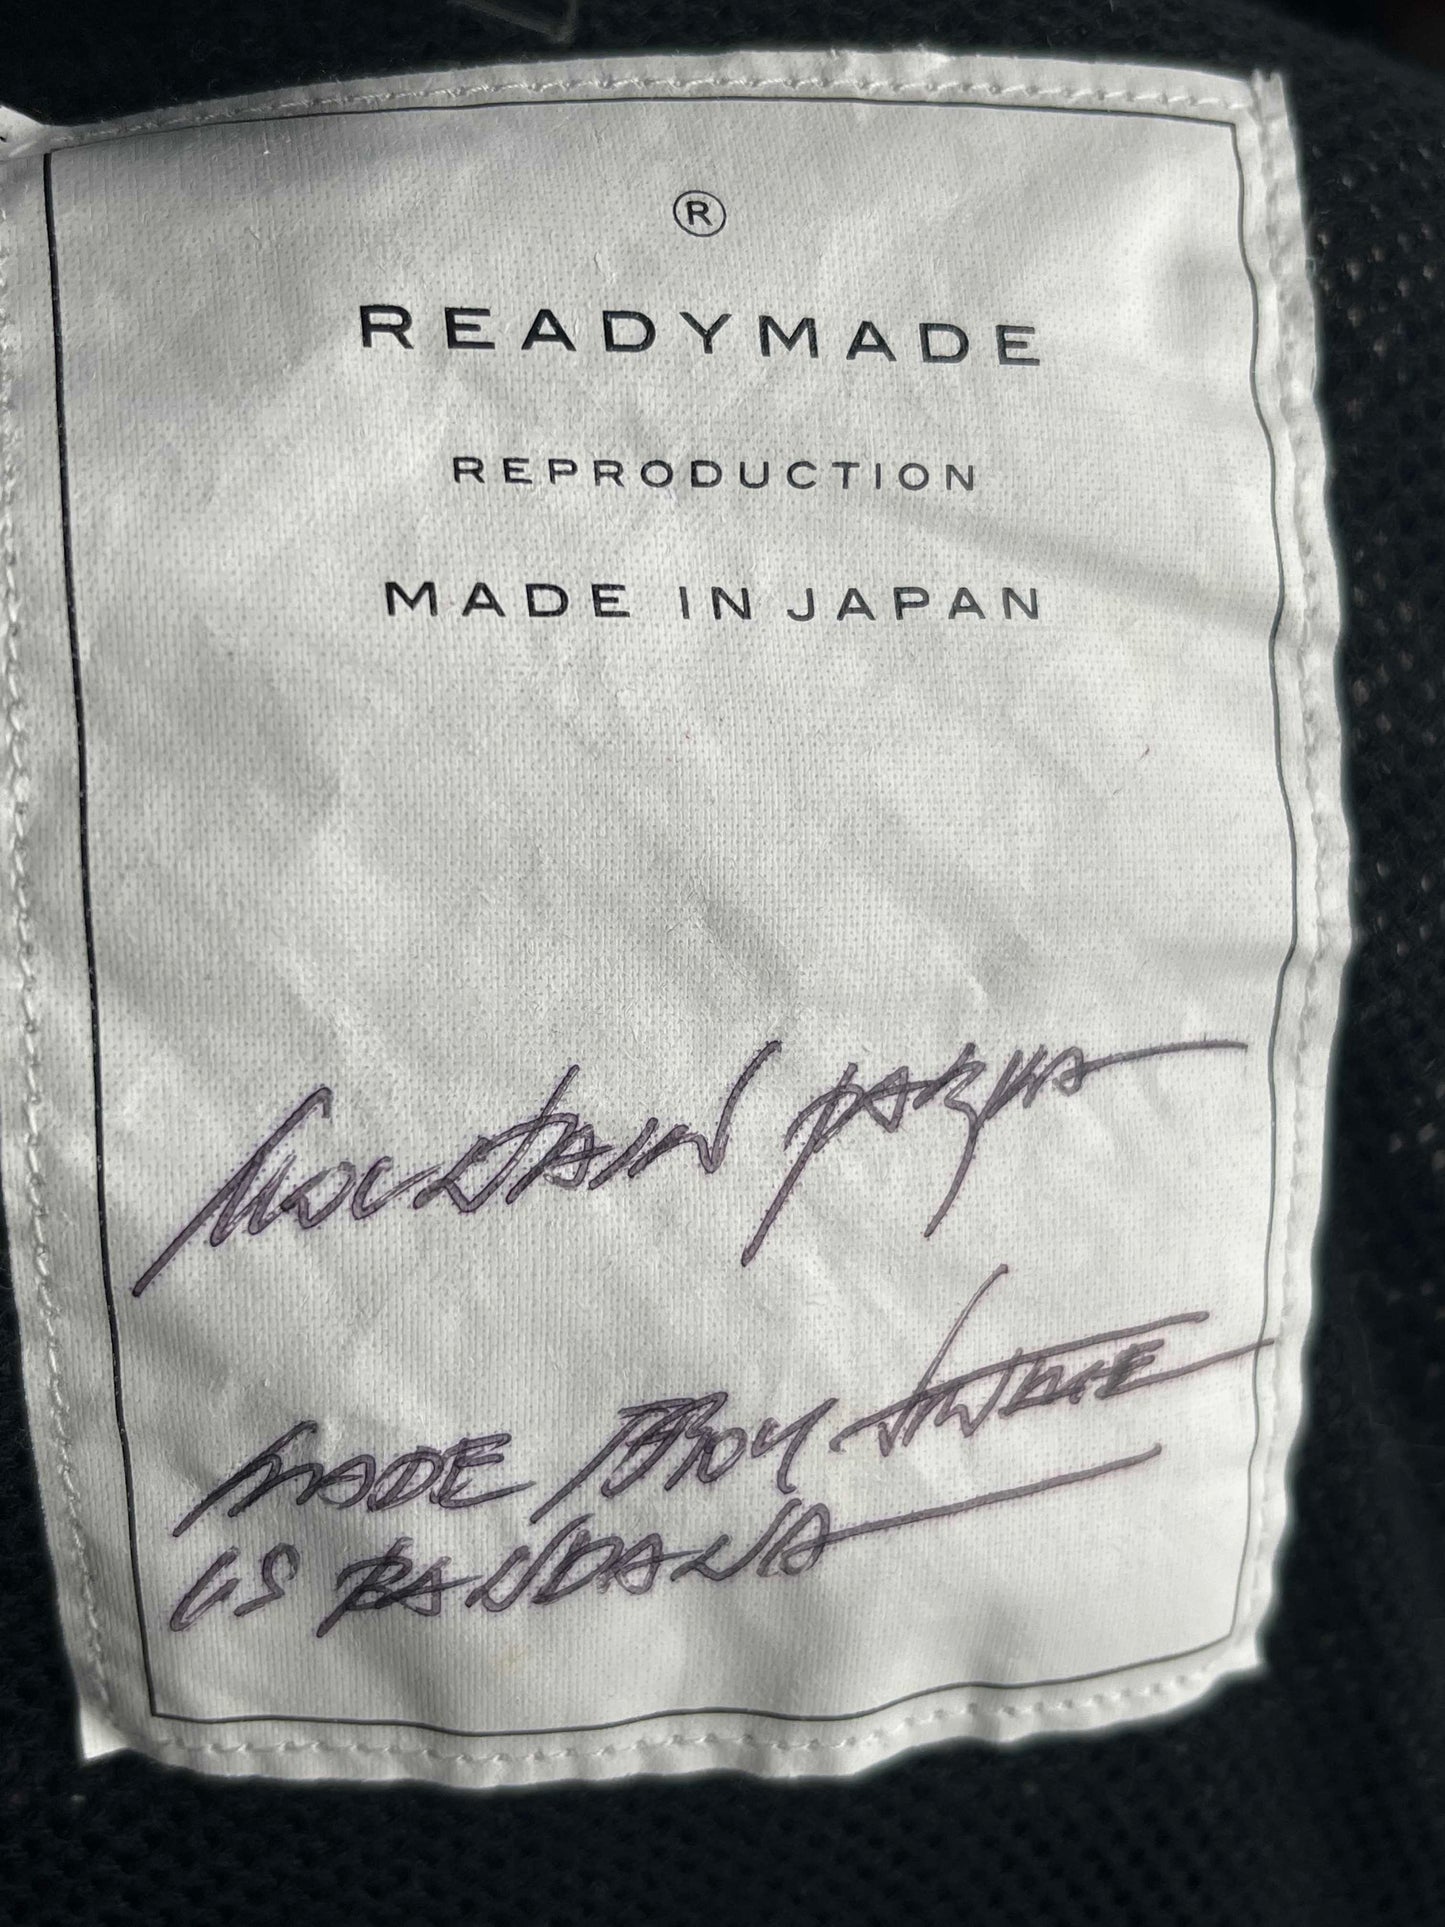 ®
READYMADE
REPRODUCTION
MADE IN JAPAN
MOUNTAIN PARKA
MADE FROM VINTAGE
US BANDANA